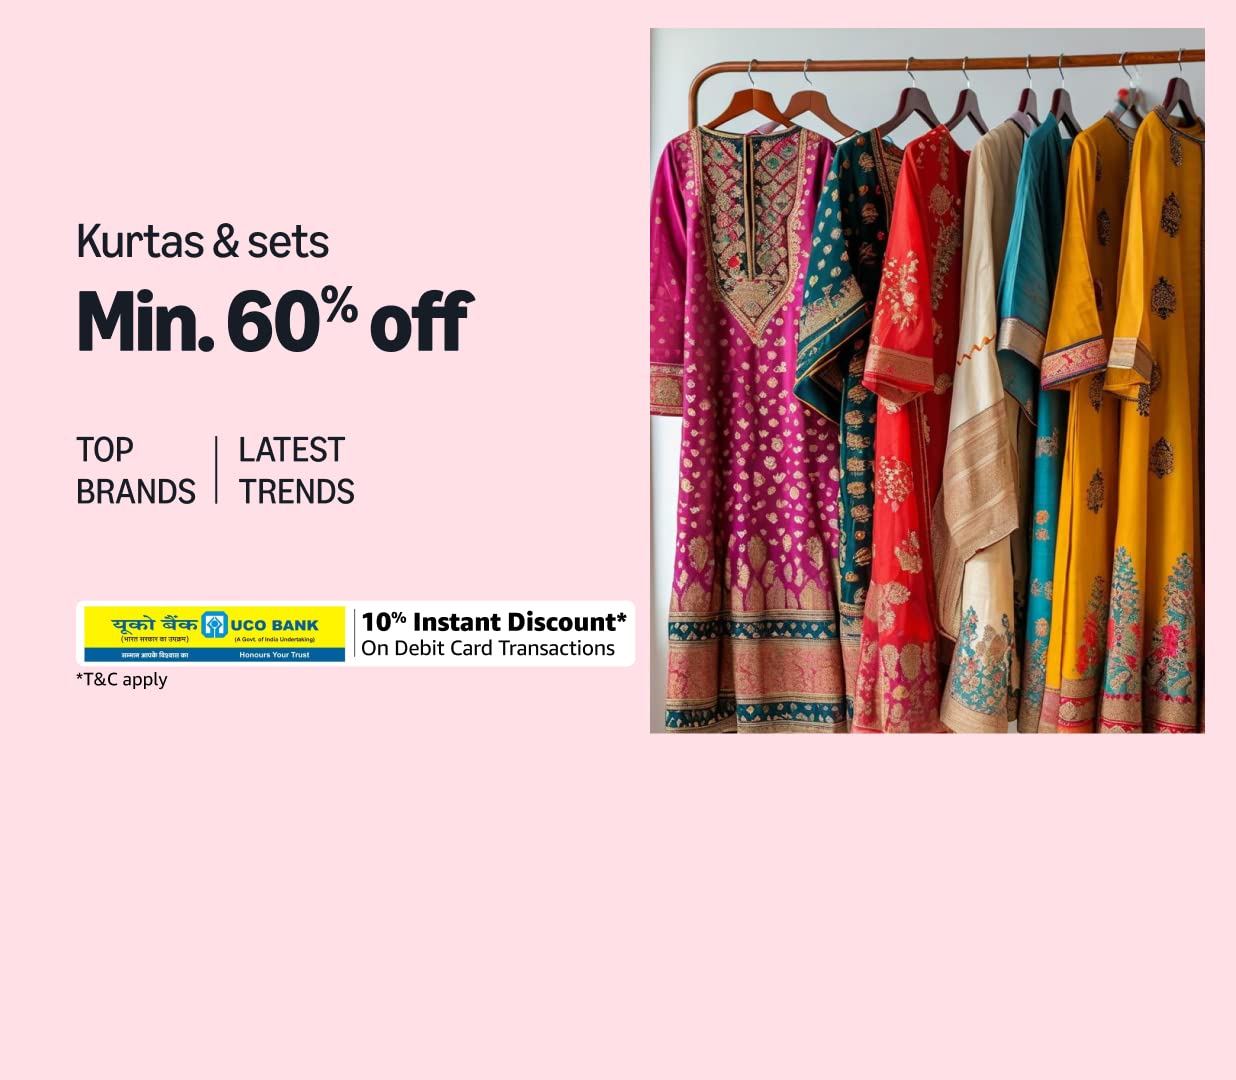 Kurtas & sets
Min. 60% off
TOP BRANDS
LATEST TRENDS
यूको बैंक UCO BANK
(भारत सरकार का उपक्रम) (A Govt. of India Undertaking)
सम्मान आपके विश्वास का Honours Your Trust
10% Instant Discount*
On Debit Card Transactions
*T&C apply